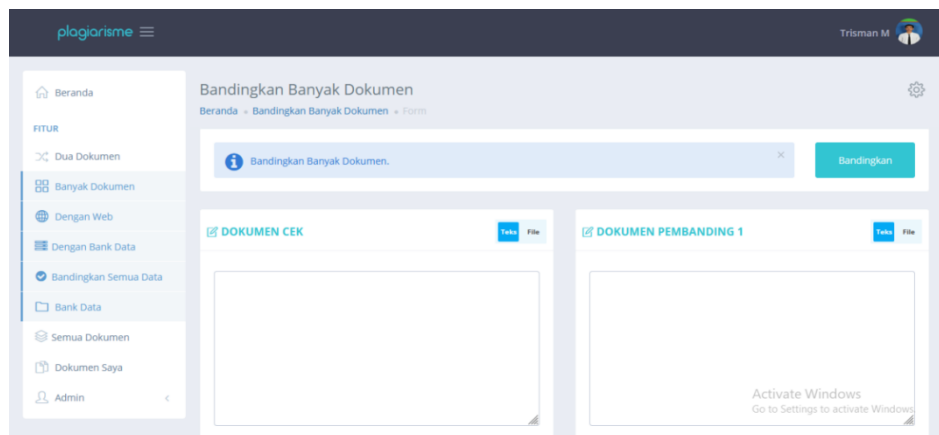 plagiarisme
Trisman M
Beranda
FITUR
Dua Dokumen
Banyak Dokumen
Dengan Web
Dengan Bank Data
Bandingkan Semua Data
Bank Data
Semua Dokumen
Dokumen Saya
Admin <
Bandingkan Banyak Dokumen
Beranda Bandingkan Banyak Dokumen Form
Bandingkan Banyak Dokumen. ×
Bandingkan
DOKUMEN CEK Teks File
DOKUMEN PEMBANDING 1 Teks File
Activate Windows
Go to Settings to activate Windows.